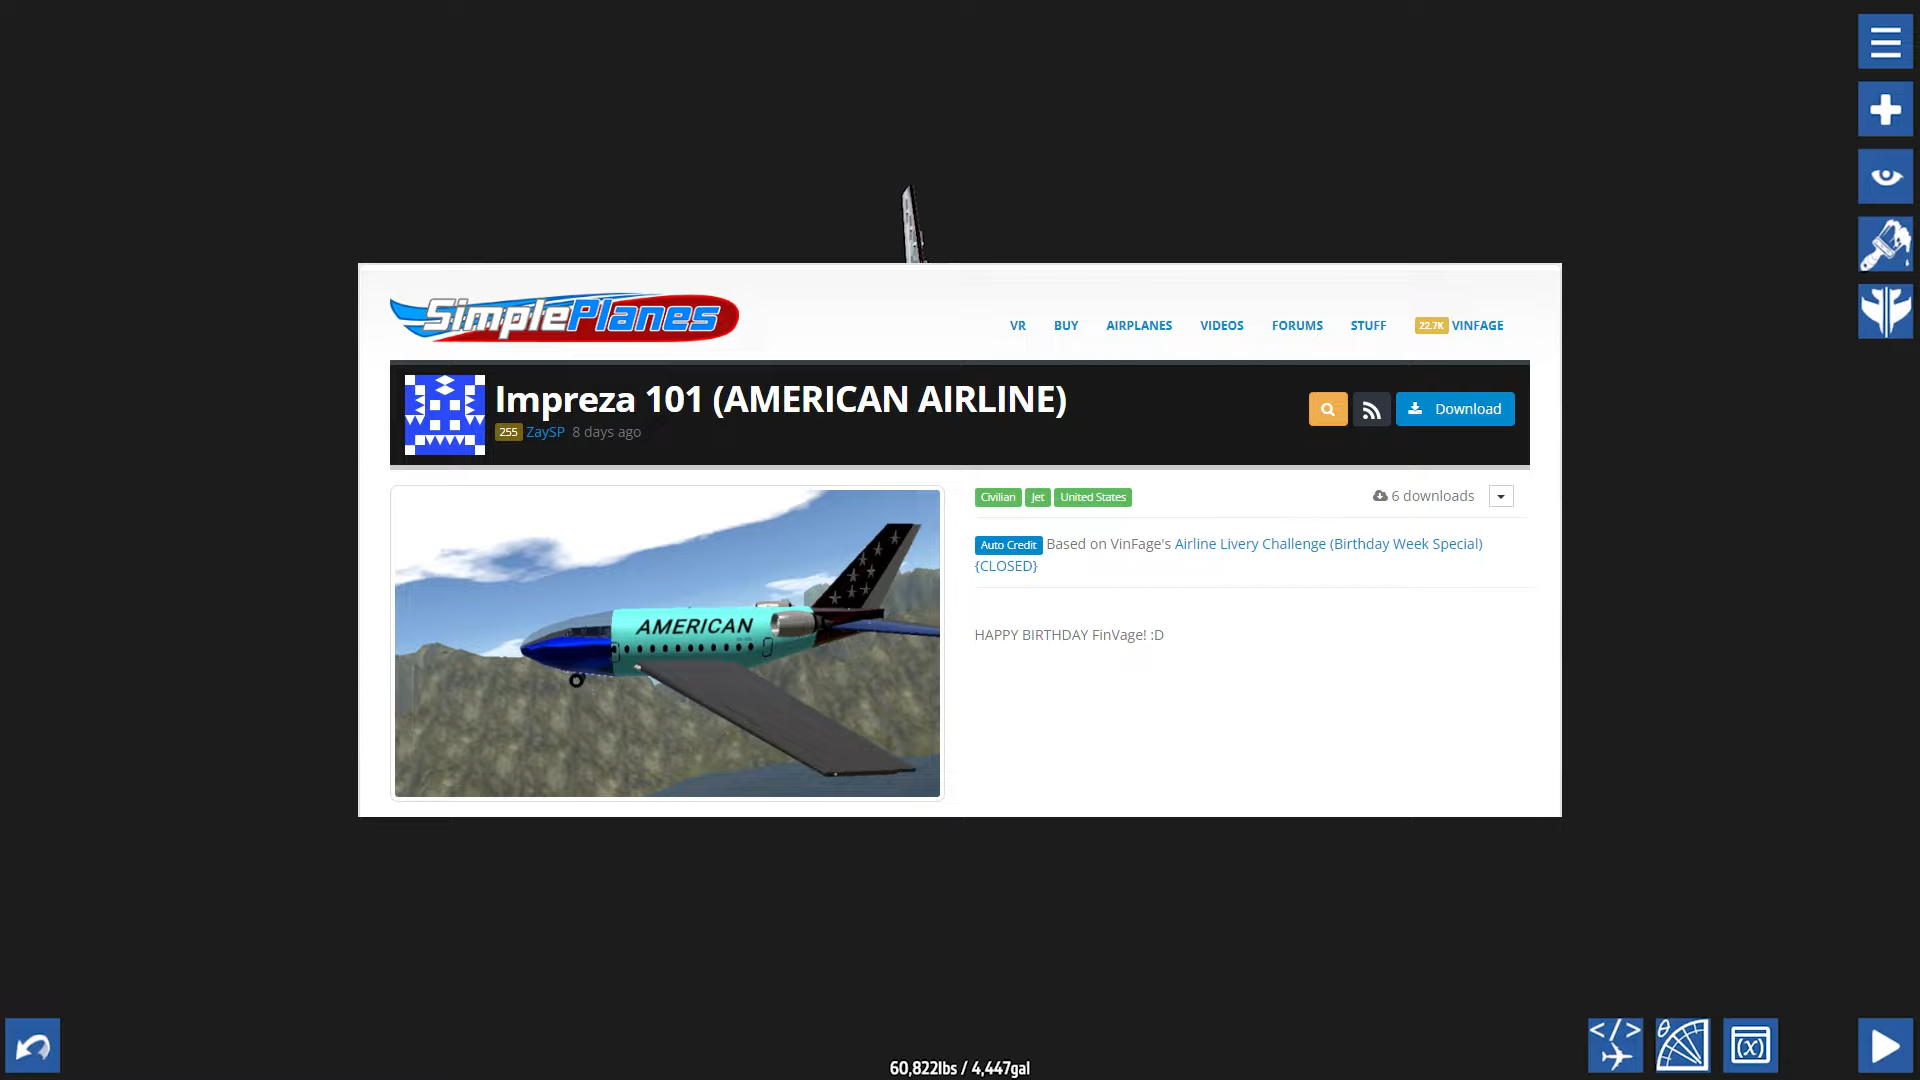 SimplePlanes
VR BUY AIRPLANES VIDEOS FORUMS STUFF 22.7K VINFAGE
Impreza 101 (AMERICAN AIRLINE)
255 ZaySP 8 days ago
Download
Civilian Jet United States
6 downloads
Auto Credit Based on VinFage's Airline Livery Challenge (Birthday Week Special)
{CLOSED}
HAPPY BIRTHDAY FinVage! :D
AMERICAN
</> θ (x)
60,822lbs / 4,447gal